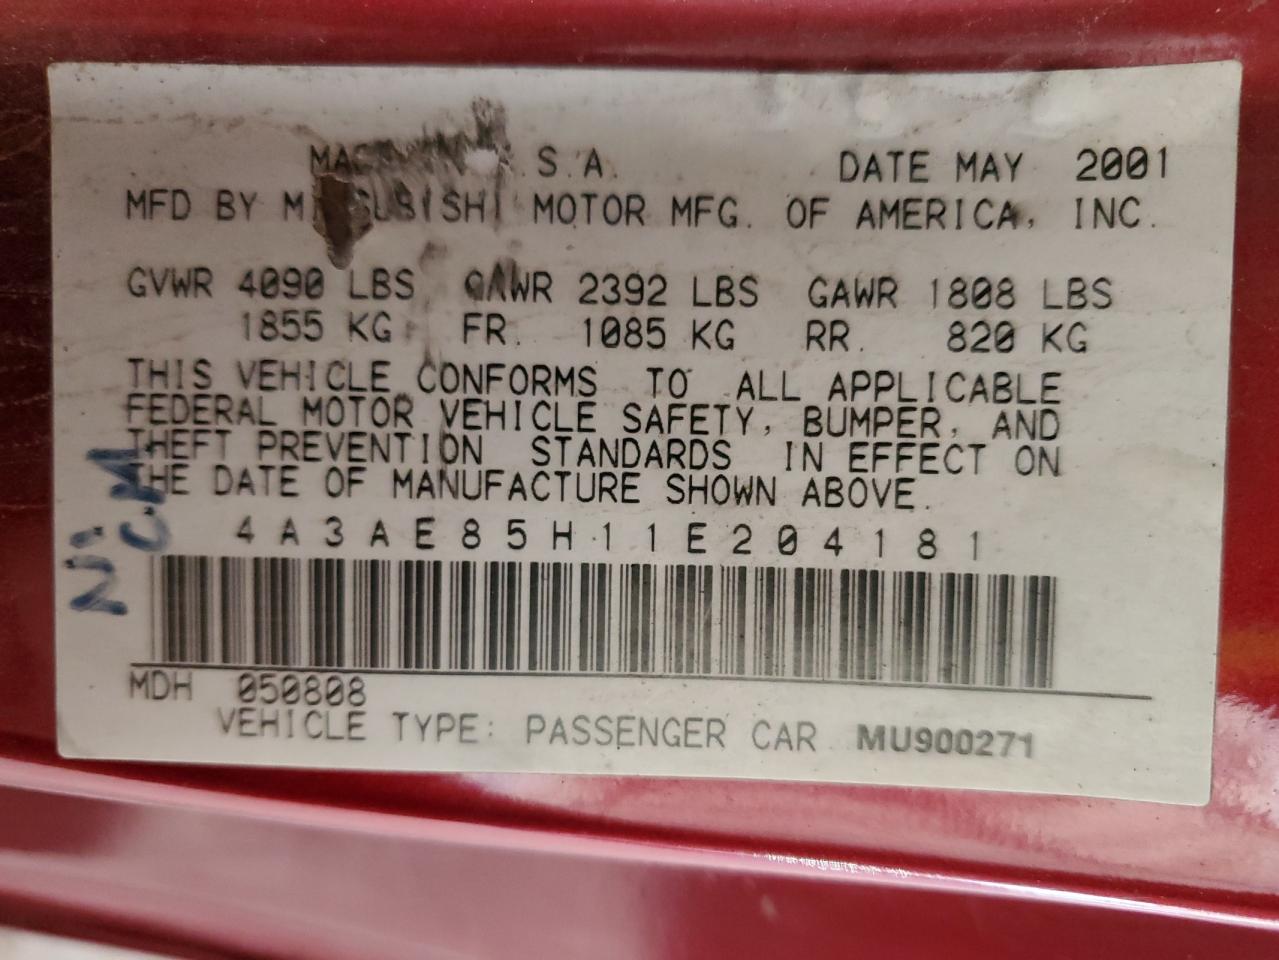 S.A. DATE MAY 2001
MFD BY MITSUBISHI MOTOR MFG. OF AMERICA, INC.
GVWR 4090 LBS GAWR 2392 LBS GAWR 1808 LBS
1855 KG FR. 1085 KG RR. 820 KG
THIS VEHICLE CONFORMS TO ALL APPLICABLE
FEDERAL MOTOR VEHICLE SAFETY, BUMPER, AND
THEFT PREVENTION STANDARDS IN EFFECT ON
THE DATE OF MANUFACTURE SHOWN ABOVE.
4A3AE85H11E204181
MDH 050808
VEHICLE TYPE: PASSENGER CAR MU900271